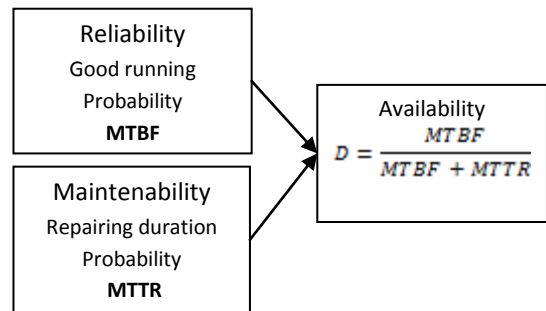 Reliability
Good running
Probability
MTBF
Maintenability
Repairing duration
Probability
MTTR
Availability
D = MTBF / MTBF + MTTR